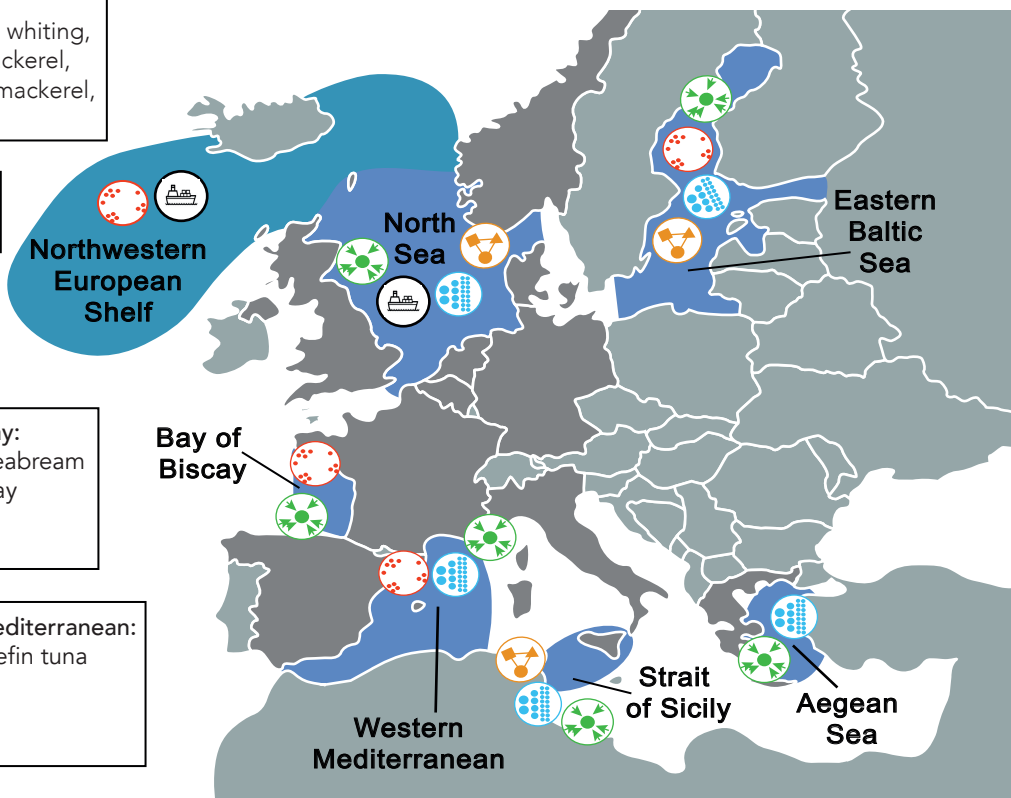 whiting,
ckerel,
mackerel,
Northwestern
European
Shelf
North
Sea
Eastern
Baltic
Sea
y:
eabream
ay
Bay of
Biscay
editerranean:
efin tuna
Western
Mediterranean
Strait
of Sicily
Aegean
Sea